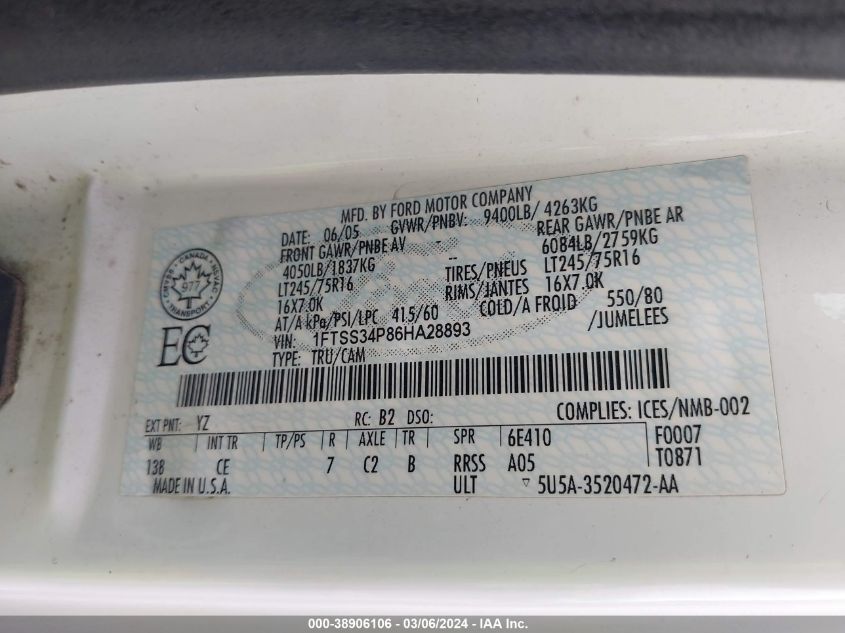 MFD. BY FORD MOTOR COMPANY
DATE: 06/05 GVWR/PNBV: 9400LB/ 4263KG
FRONT GAWR/PNBE AV - REAR GAWR/PNBE AR
4050LB/1837KG -- 6084LB/2759KG
LT245/75R16 TIRES/PNEUS LT245/75R16
16X7.0K RIMS/JANTES 16X7.0K
AT/A kPa/PSI/LPC 415/60 COLD/A FROID 550/80
VIN: 1FTSS34P86HA28893 /JUMELEES
TYPE: TRU/CAM
CANADA
977
TRANSPORT
EC
EXT PNT: YZ RC: B2 DSO: COMPLIES: ICES/NMB-002
WB INT TR TP/PS R AXLE TR SPR 6E410 F0007
138 CE 7 C2 B RRSS A05 T0871
MADE IN U.S.A. ULT ▽ 5U5A-3520472-AA
000-38906106 - 03/06/2024 - IAA Inc.